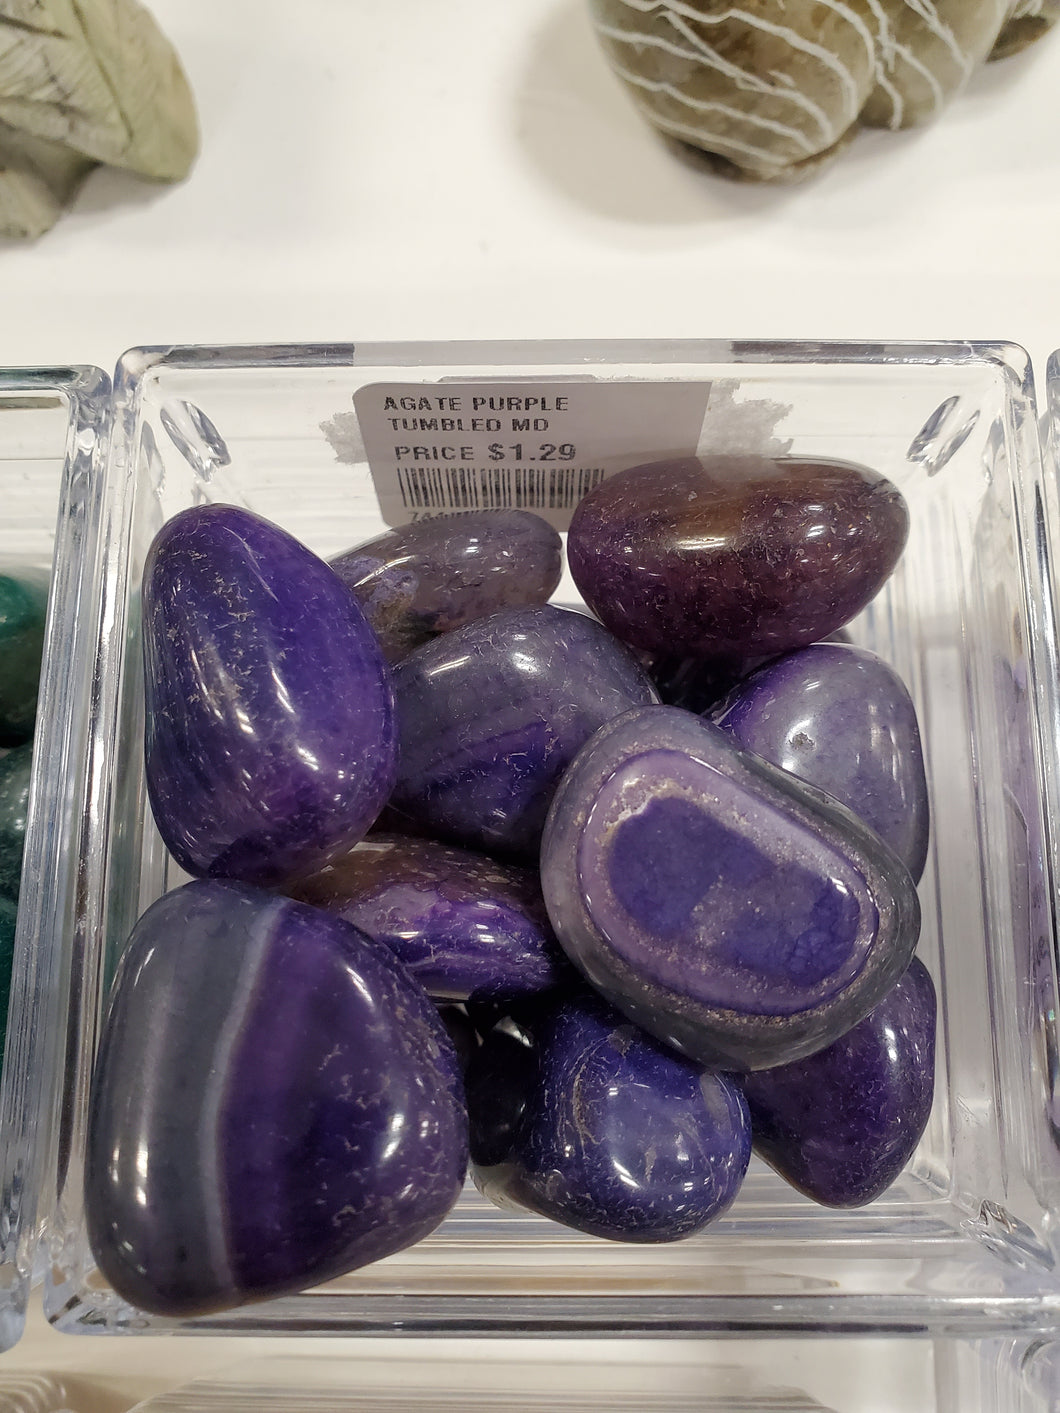 AGATE PURPLE
TUMBLED MD
PRICE $1.29